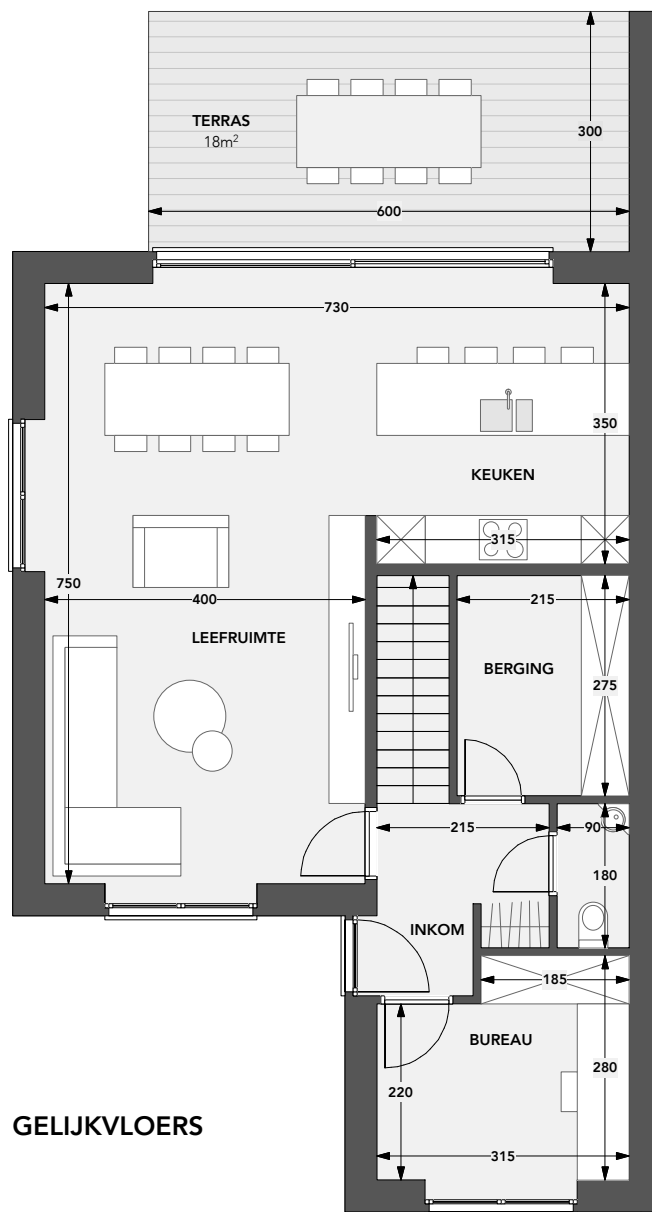 TERRAS
18m²
300
600
730
350
KEUKEN
315
750
400
215
LEEFRUIMTE
BERGING
275
215
90
180
INKOM
185
BUREAU
280
220
GELIJKVLOERS
315